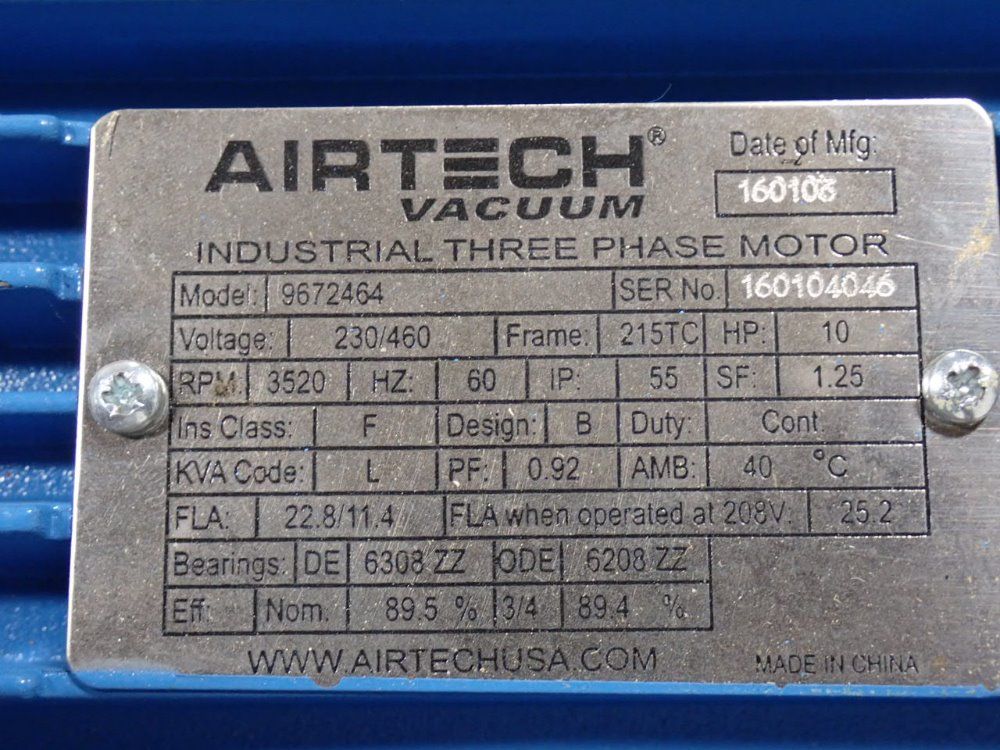 AIRTECH®
VACUUM
Date of Mfg:
160108
INDUSTRIAL THREE PHASE MOTOR
Model: 9672464 SER No. 160104046
Voltage: 230/460 Frame: 215TC HP: 10
RPM 3520 HZ: 60 IP: 55 SF: 1.25
Ins Class: F Design: B Duty: Cont.
KVA Code: L PF: 0.92 AMB: 40 °C
FLA: 22.8/11.4 FLA when operated at 208V: 25.2
Bearings: DE 6308 ZZ ODE 6208 ZZ
Eff: Nom. 89.5 % 3/4 89.4 %
WWW.AIRTECHUSA.COM
MADE IN CHINA